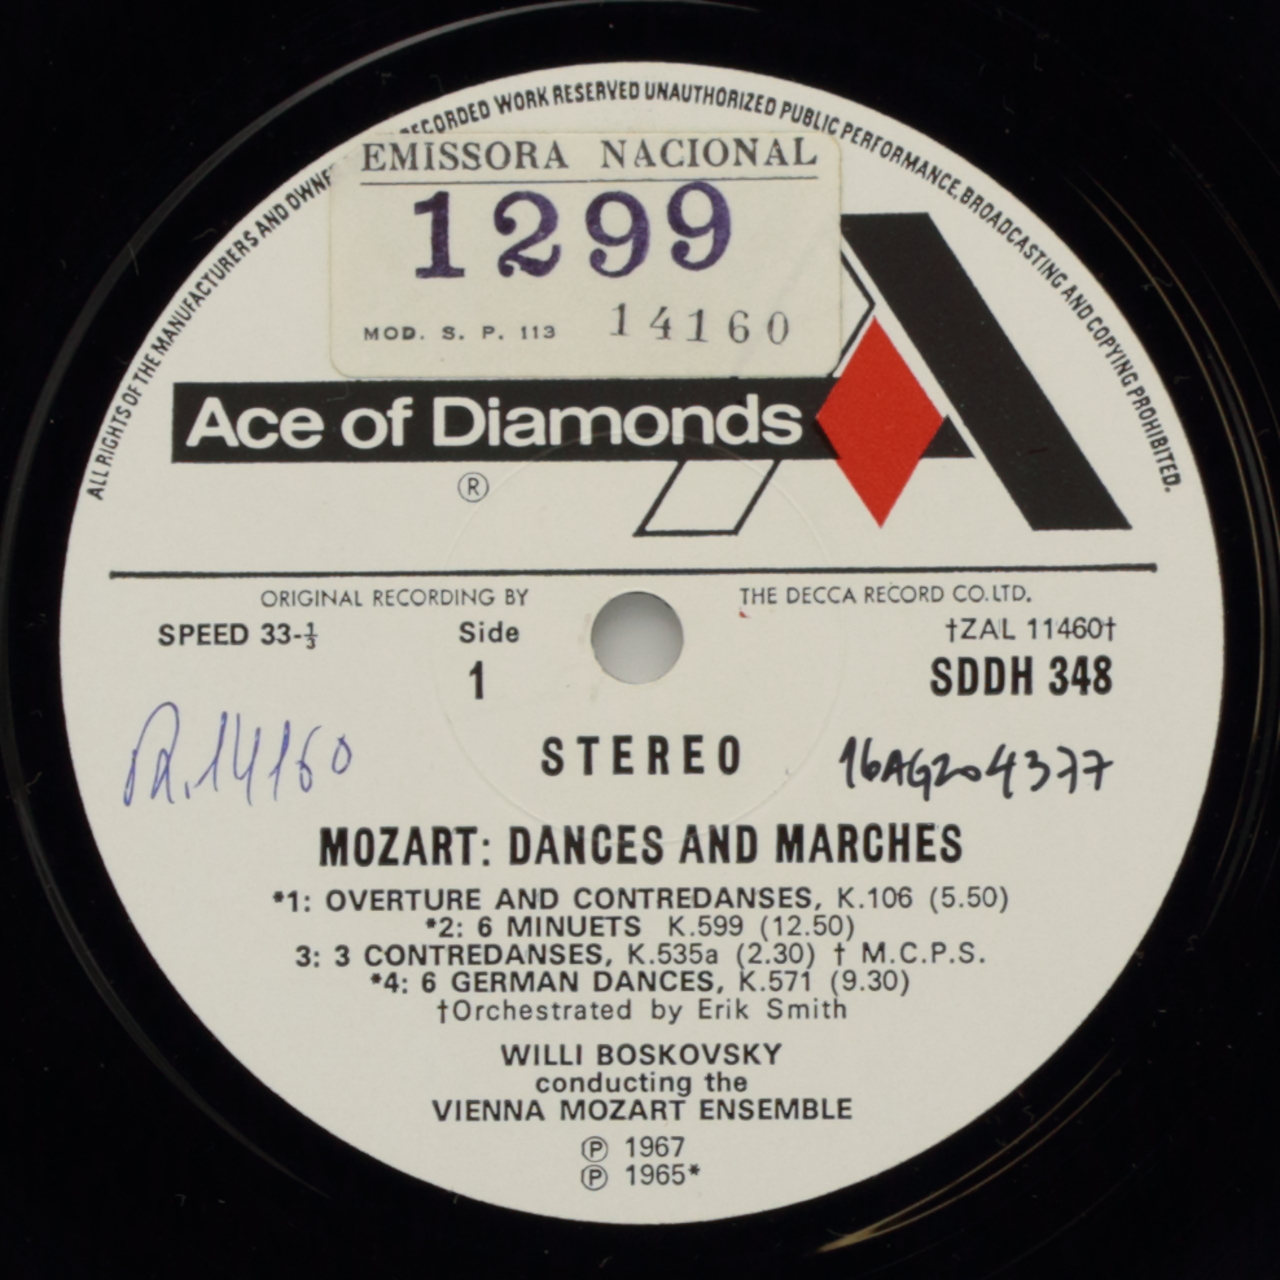 ALL RIGHTS OF THE MANUFACTURERS AND OWNE RECORDED WORK RESERVED UNAUTHORIZED PUBLIC PERFORMANCE, BROADCASTING AND COPYING PROHIBITED.
EMISSORA NACIONAL
1299
MOD. S. P. 113 14160
Ace of Diamonds
®
ORIGINAL RECORDING BY THE DECCA RECORD CO. LTD.
SPEED 33-⅓ Side †ZAL 11460†
1 SDDH 348
R.14160 STEREO 16AG204377
MOZART: DANCES AND MARCHES
*1: OVERTURE AND CONTREDANSES, K.106 (5.50)
*2: 6 MINUETS K.599 (12.50)
3: 3 CONTREDANSES, K.535a (2.30) † M.C.P.S.
*4: 6 GERMAN DANCES, K.571 (9.30)
†Orchestrated by Erik Smith
WILLI BOSKOVSKY
conducting the
VIENNA MOZART ENSEMBLE
℗ 1967
℗ 1965*